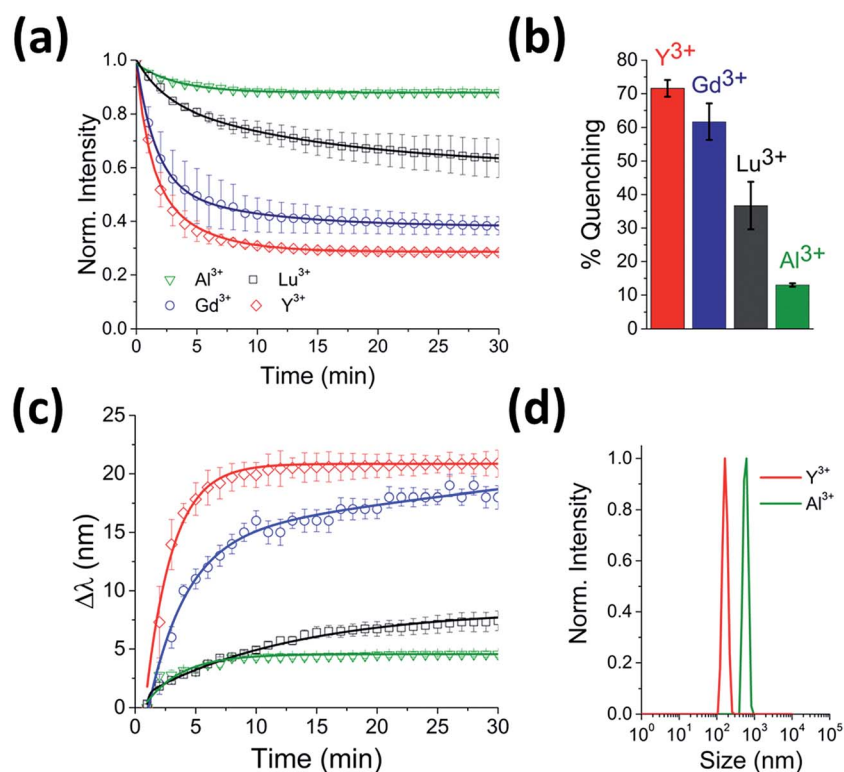 (a)
1.0
0.8
0.6
0.4
0.2
0.0
Norm. Intensity
Al3+ Lu3+
Gd3+ Y3+
0 5 10 15 20 25 30
Time (min)
(b)
80
70
60
50
40
30
20
10
0
% Quenching
Y3+
Gd3+
Lu3+
Al3+
(c)
25
20
15
10
5
0
Δλ (nm)
0 5 10 15 20 25 30
Time (min)
(d)
1.0
0.8
0.6
0.4
0.2
0.0
Norm. Intensity
Y3+
Al3+
10^0 10^1 10^2 10^3 10^4 10^5
Size (nm)